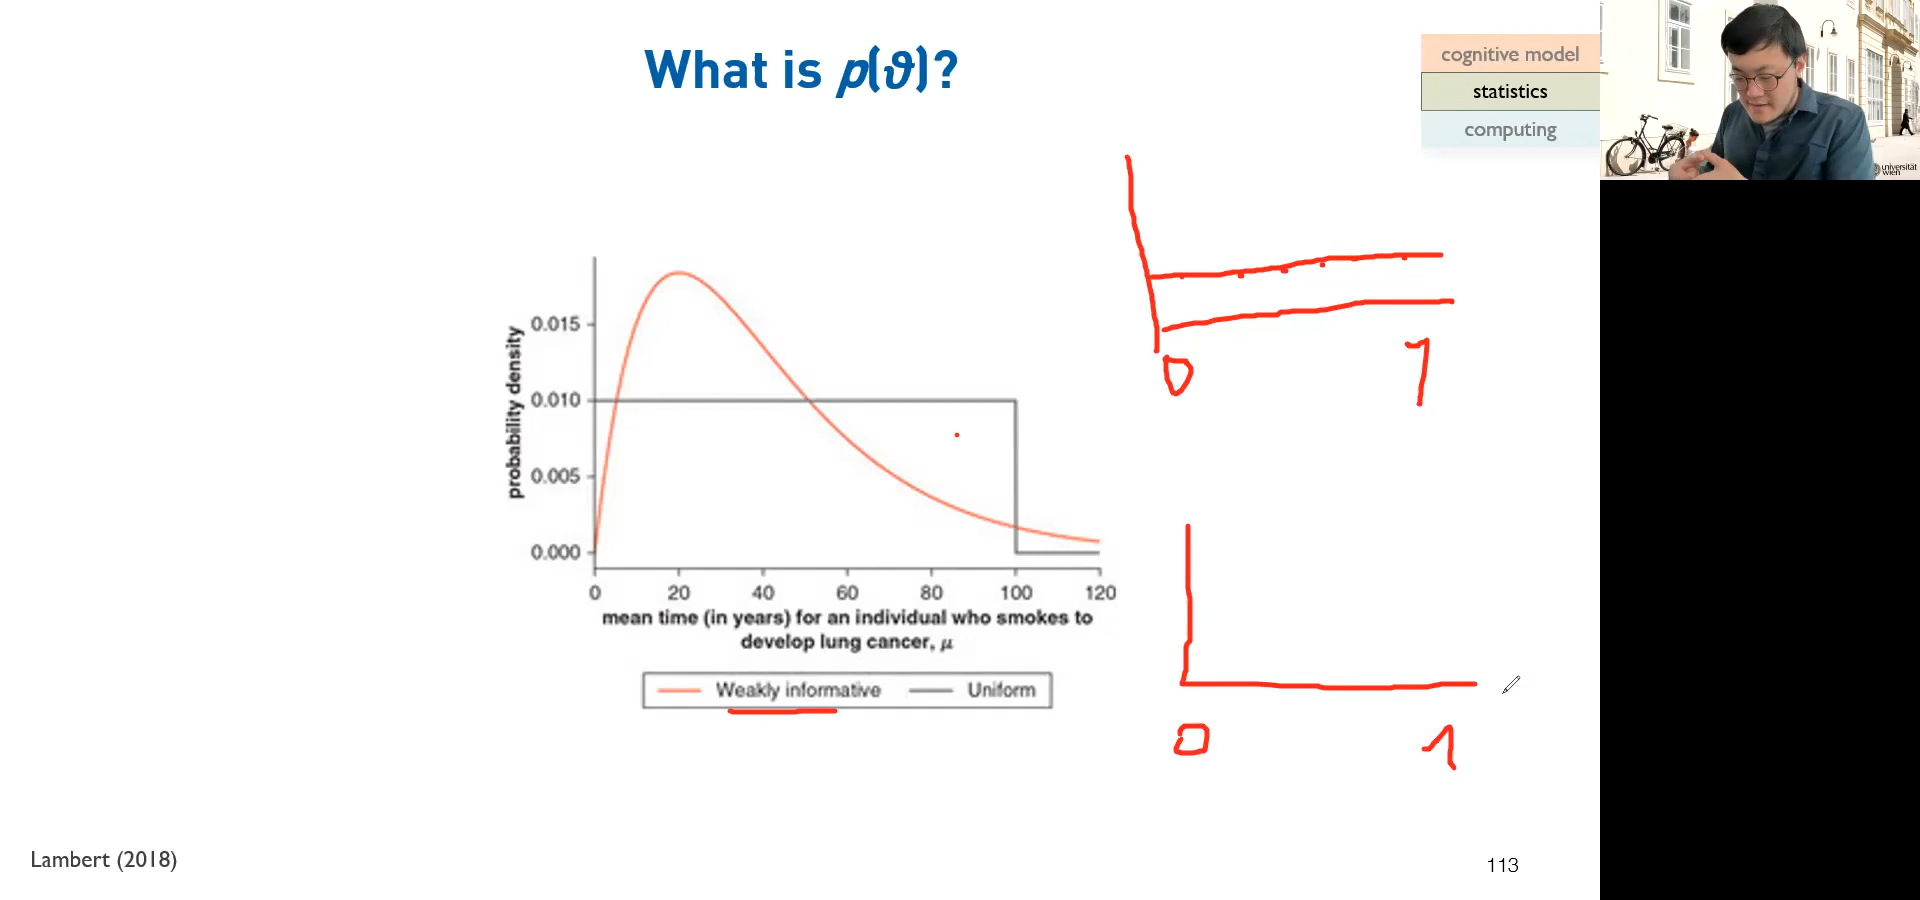 What is p(ϑ)?
cognitive model
statistics
computing
universität
wien
probability density
0.015
0.010
0.005
0.000
0 20 40 60 80 100 120
mean time (in years) for an individual who smokes to
develop lung cancer, μ
Weakly informative Uniform
0 1
0 1
Lambert (2018)
113